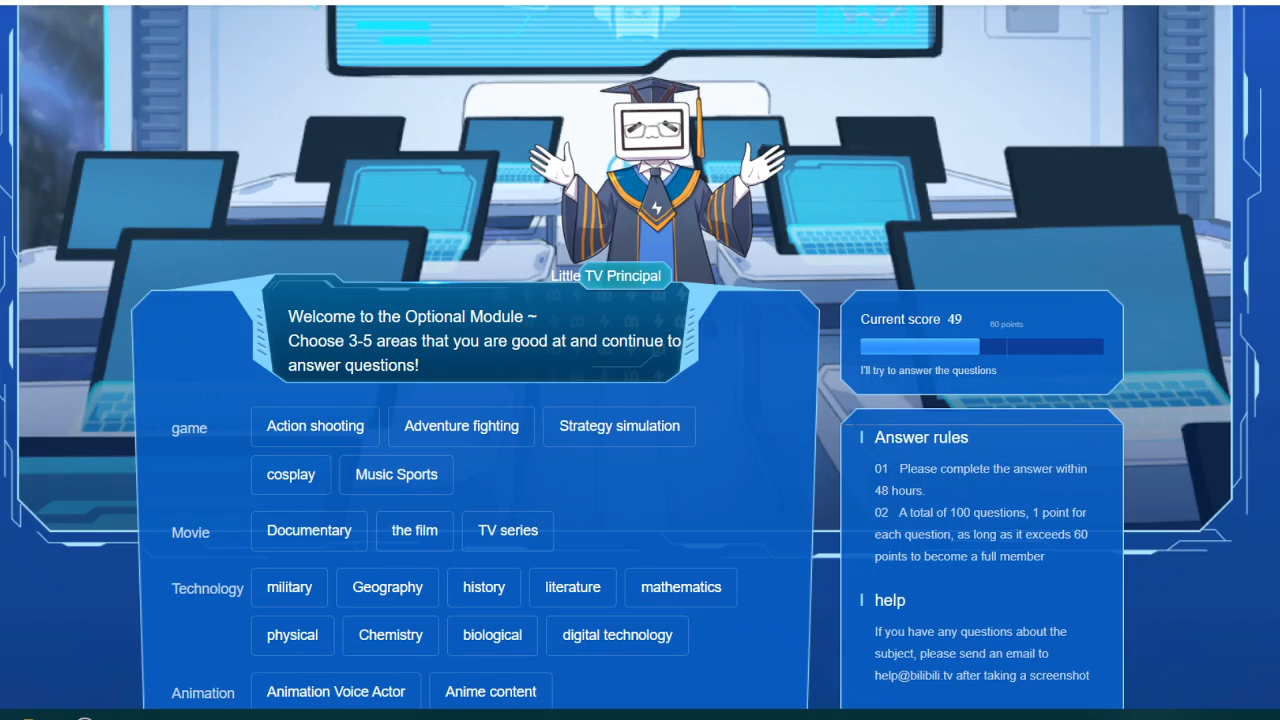 Little TV Principal
Welcome to the Optional Module ~
Choose 3-5 areas that you are good at and continue to
answer questions!
game
Action shooting
Adventure fighting
Strategy simulation
cosplay
Music Sports
Movie
Documentary
the film
TV series
Technology
military
Geography
history
literature
mathematics
physical
Chemistry
biological
digital technology
Animation
Animation Voice Actor
Anime content
Current score 49
60 points
I'll try to answer the questions
Answer rules
01 Please complete the answer within
48 hours.
02 A total of 100 questions, 1 point for
each question, as long as it exceeds 60
points to become a full member
help
If you have any questions about the
subject, please send an email to
help@bilibili.tv after taking a screenshot